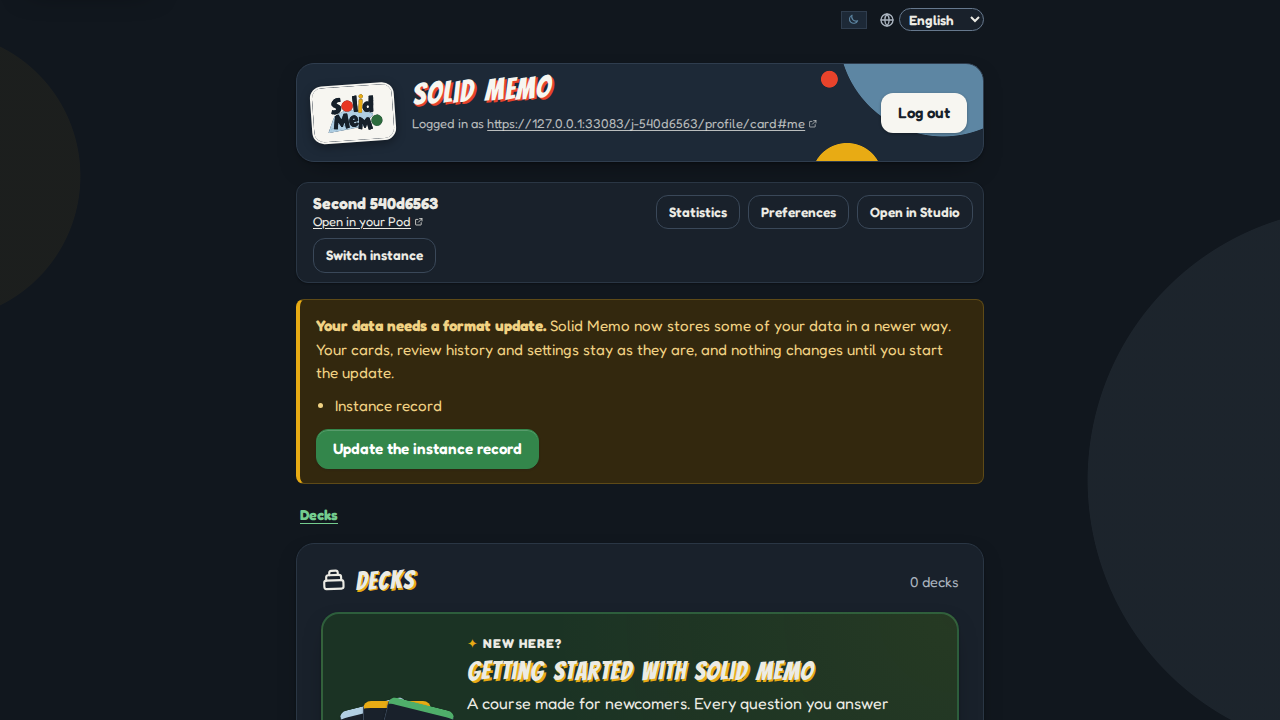 English
Solid Memo
SOLID MEMO
Logged in as https://127.0.0.1:33083/j-540d6563/profile/card#me
Log out
Second 540d6563
Open in your Pod
Statistics
Preferences
Open in Studio
Switch instance
Your data needs a format update. Solid Memo now stores some of your data in a newer way.
Your cards, review history and settings stay as they are, and nothing changes until you start
the update.
• Instance record
Update the instance record
Decks
DECKS
0 decks
✦ NEW HERE?
GETTING STARTED WITH SOLID MEMO
A course made for newcomers. Every question you answer